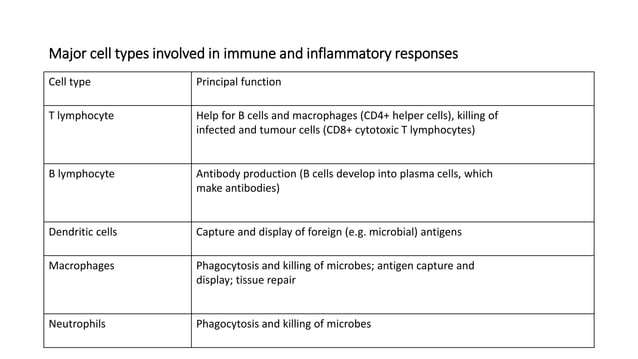 Major cell types involved in immune and inflammatory responses
Cell type
Principal function
T lymphocyte
Help for B cells and macrophages (CD4+ helper cells), killing of
infected and tumour cells (CD8+ cytotoxic T lymphocytes)
B lymphocyte
Antibody production (B cells develop into plasma cells, which
make antibodies)
Dendritic cells
Capture and display of foreign (e.g. microbial) antigens
Macrophages
Phagocytosis and killing of microbes; antigen capture and
display; tissue repair
Neutrophils
Phagocytosis and killing of microbes